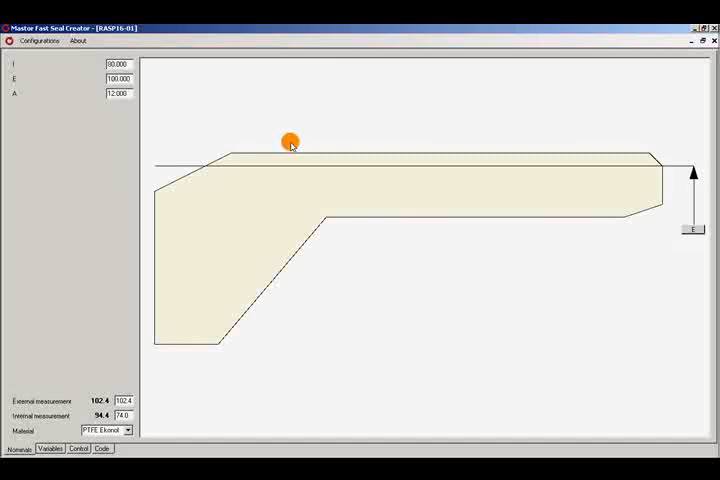 Mastor Fast Seal Creator - [RASP16-01]
Configurations About
I 80.000
E 100.000
A 12.000
E
External measurement 102.4 102.4
Internal measurement 94.4 74.0
Material PTFE Ekonol
Nominals Variables Control Code